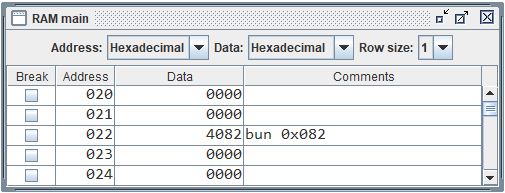 RAM main
Address: Hexadecimal Data: Hexadecimal Row size: 1
Break Address Data Comments
020 0000
021 0000
022 4082 bun 0x082
023 0000
024 0000